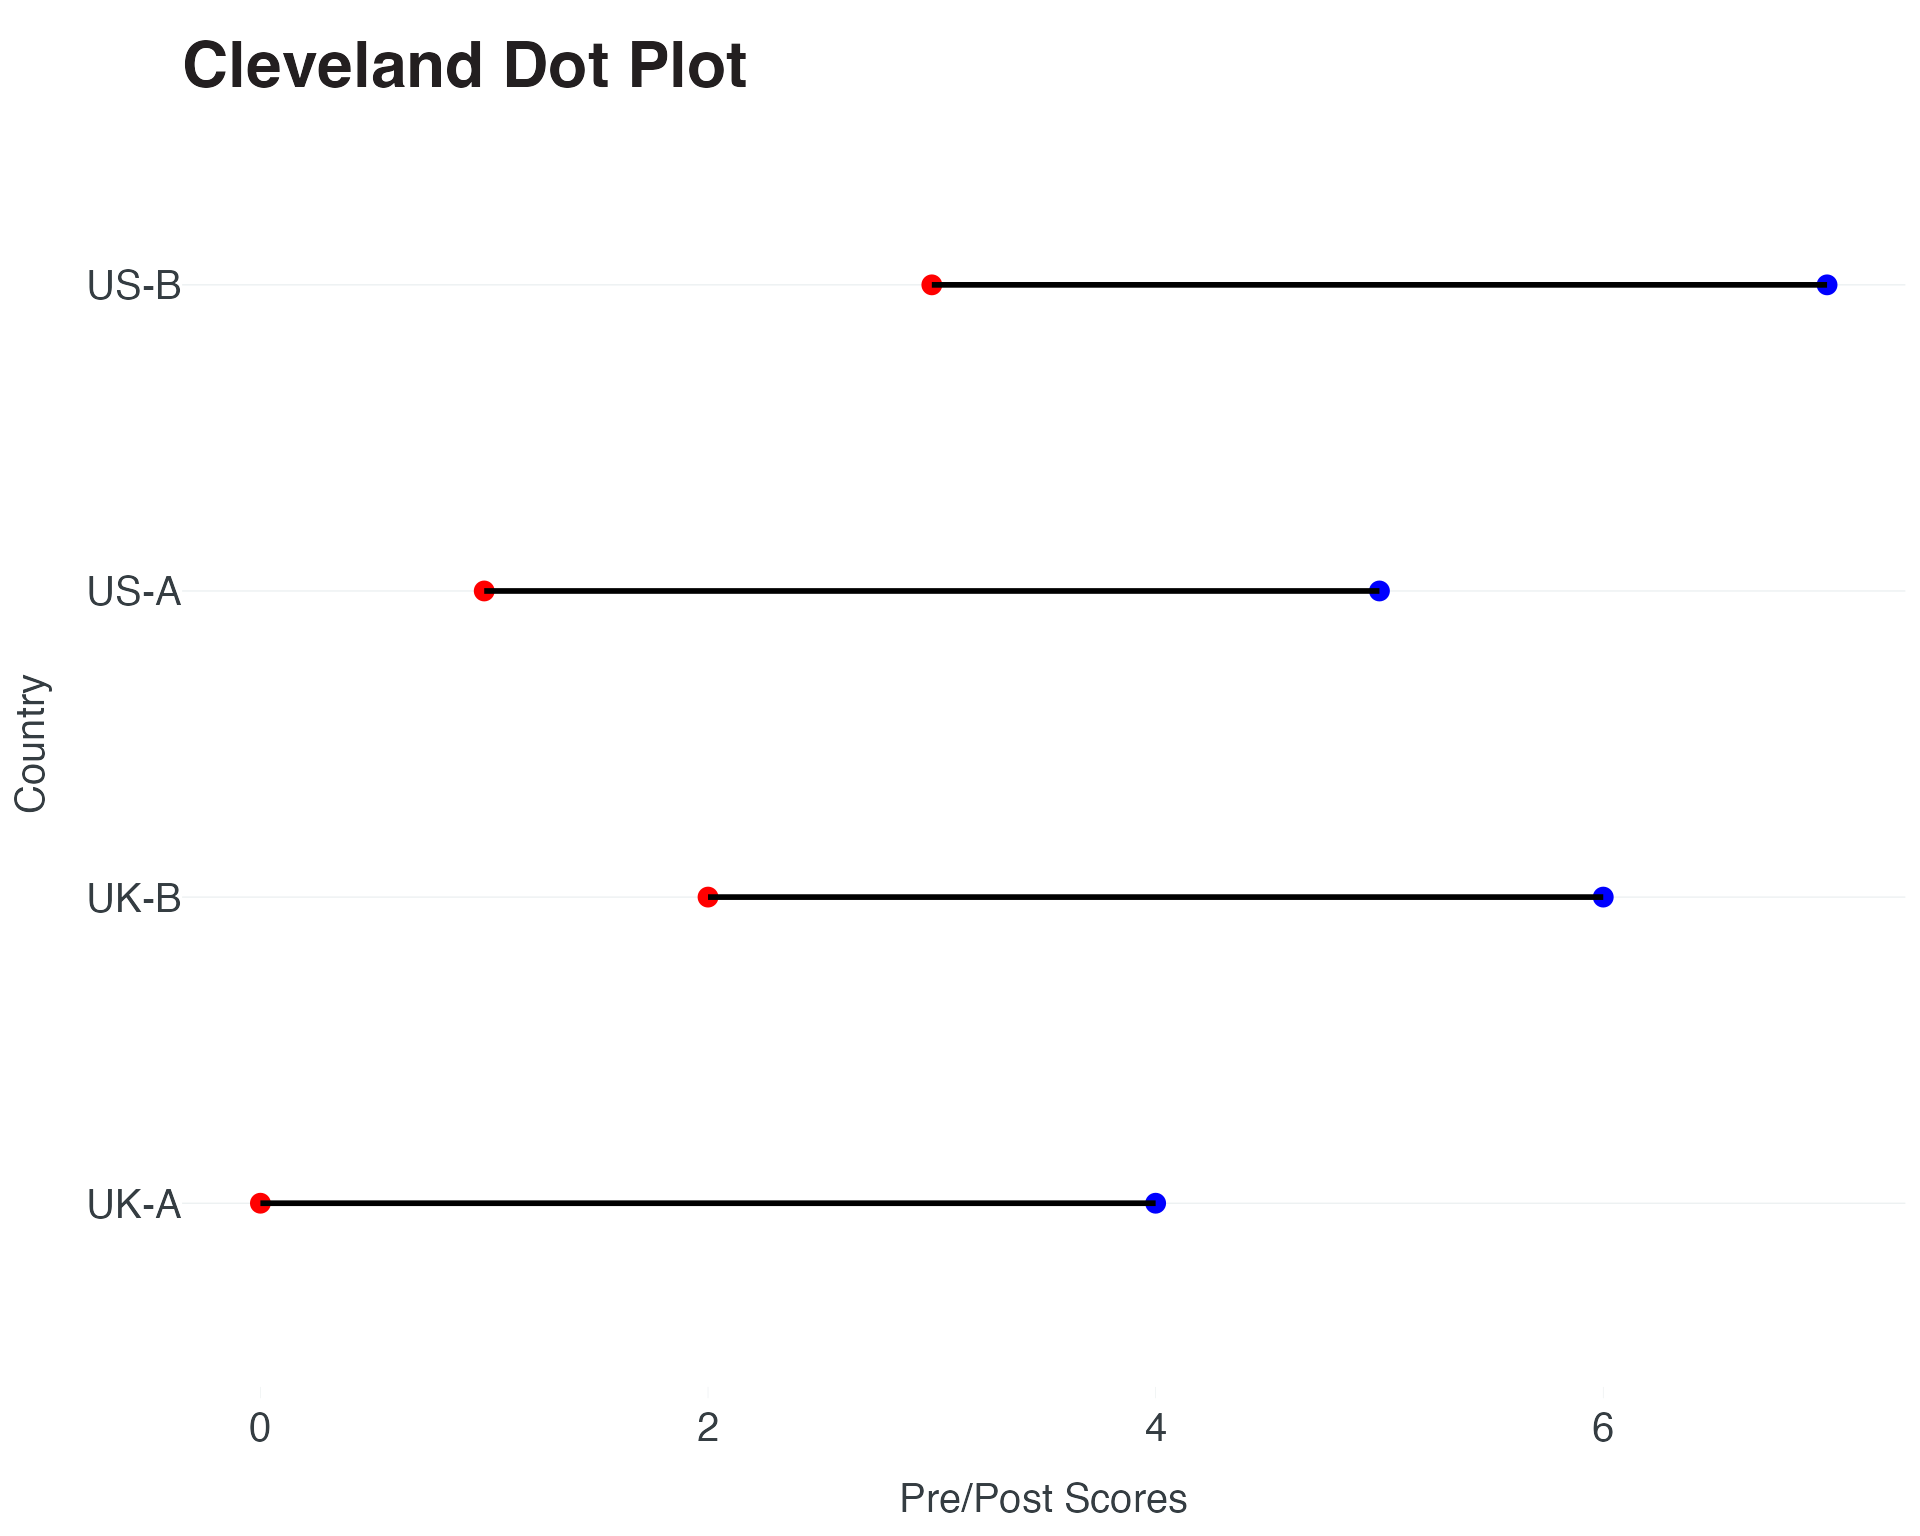 Cleveland Dot Plot
US-B
US-A
UK-B
UK-A
Country
0 2 4 6
Pre/Post Scores